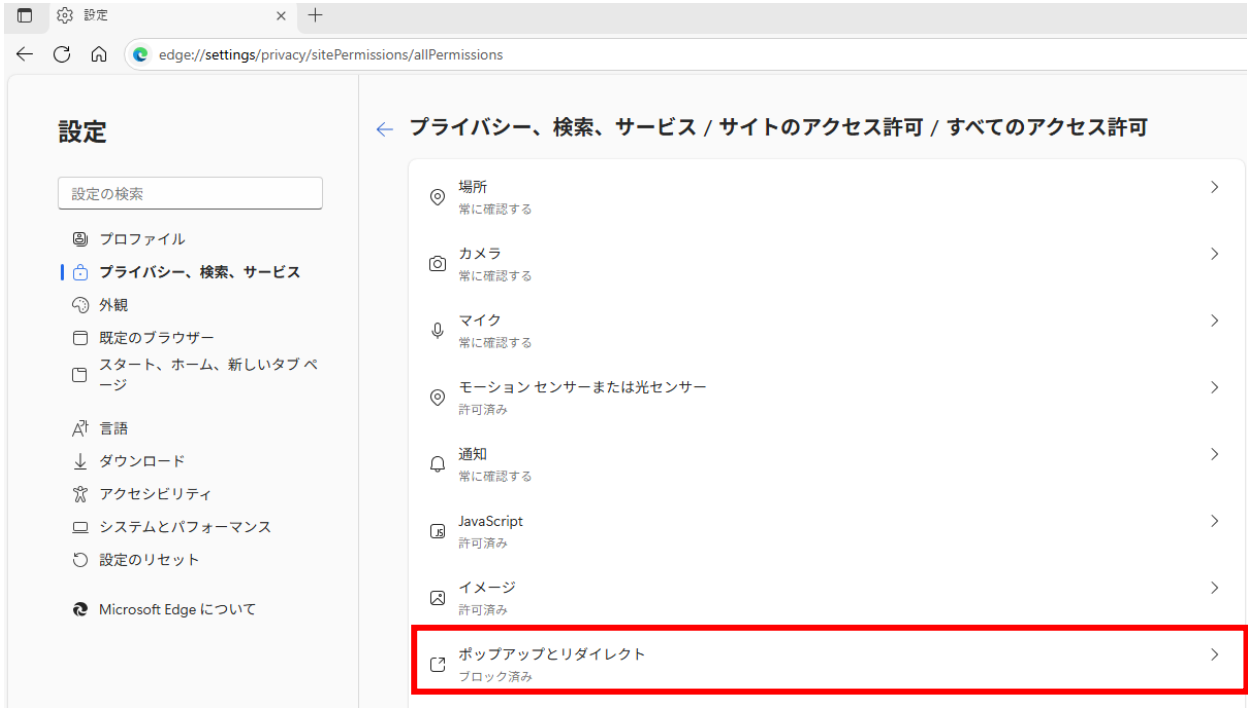 設定
edge://settings/privacy/sitePermissions/allPermissions
設定
設定の検索
プロファイル
プライバシー、検索、サービス
外観
既定のブラウザー
スタート、ホーム、新しいタブ ペ
ージ
言語
ダウンロード
アクセシビリティ
システムとパフォーマンス
設定のリセット
Microsoft Edge について
プライバシー、検索、サービス / サイトのアクセス許可 / すべてのアクセス許可
場所
常に確認する
カメラ
常に確認する
マイク
常に確認する
モーション センサーまたは光センサー
許可済み
通知
常に確認する
JavaScript
許可済み
イメージ
許可済み
ポップアップとリダイレクト
ブロック済み